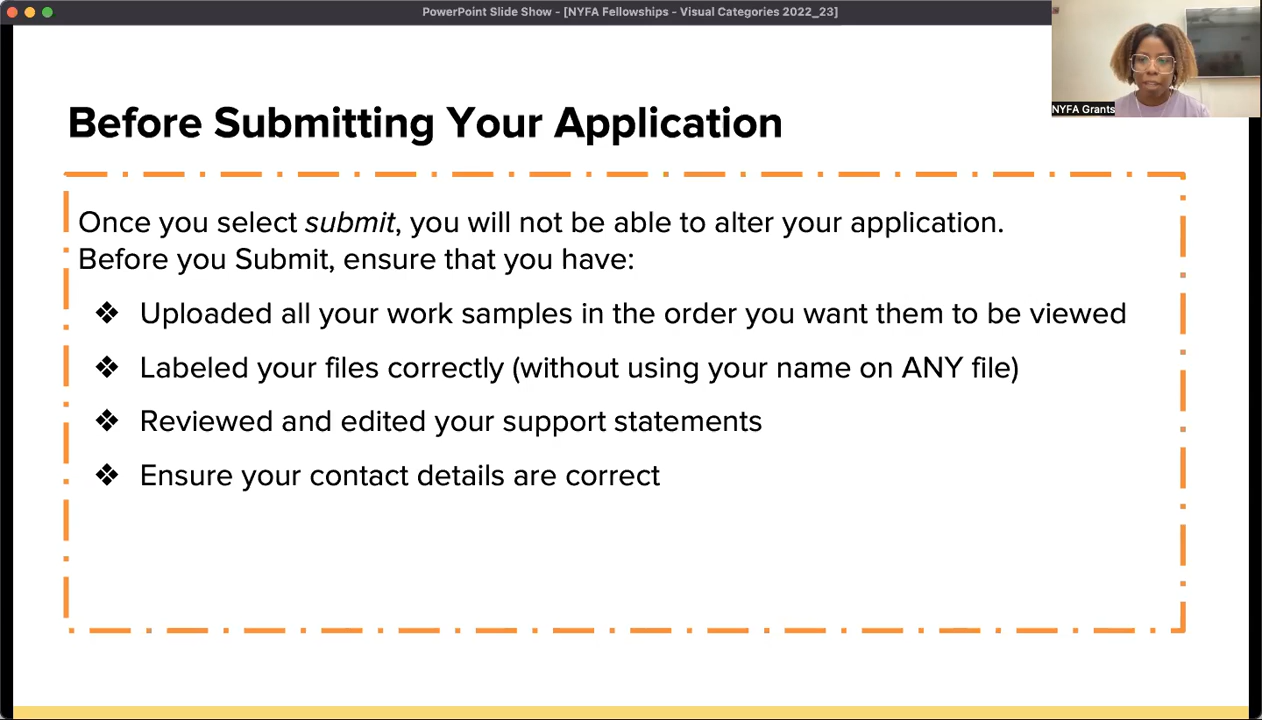 PowerPoint Slide Show - [NYFA Fellowships - Visual Categories 2022_23]
NYFA Grants
Before Submitting Your Application
Once you select submit, you will not be able to alter your application.
Before you Submit, ensure that you have:
❖ Uploaded all your work samples in the order you want them to be viewed
❖ Labeled your files correctly (without using your name on ANY file)
❖ Reviewed and edited your support statements
❖ Ensure your contact details are correct